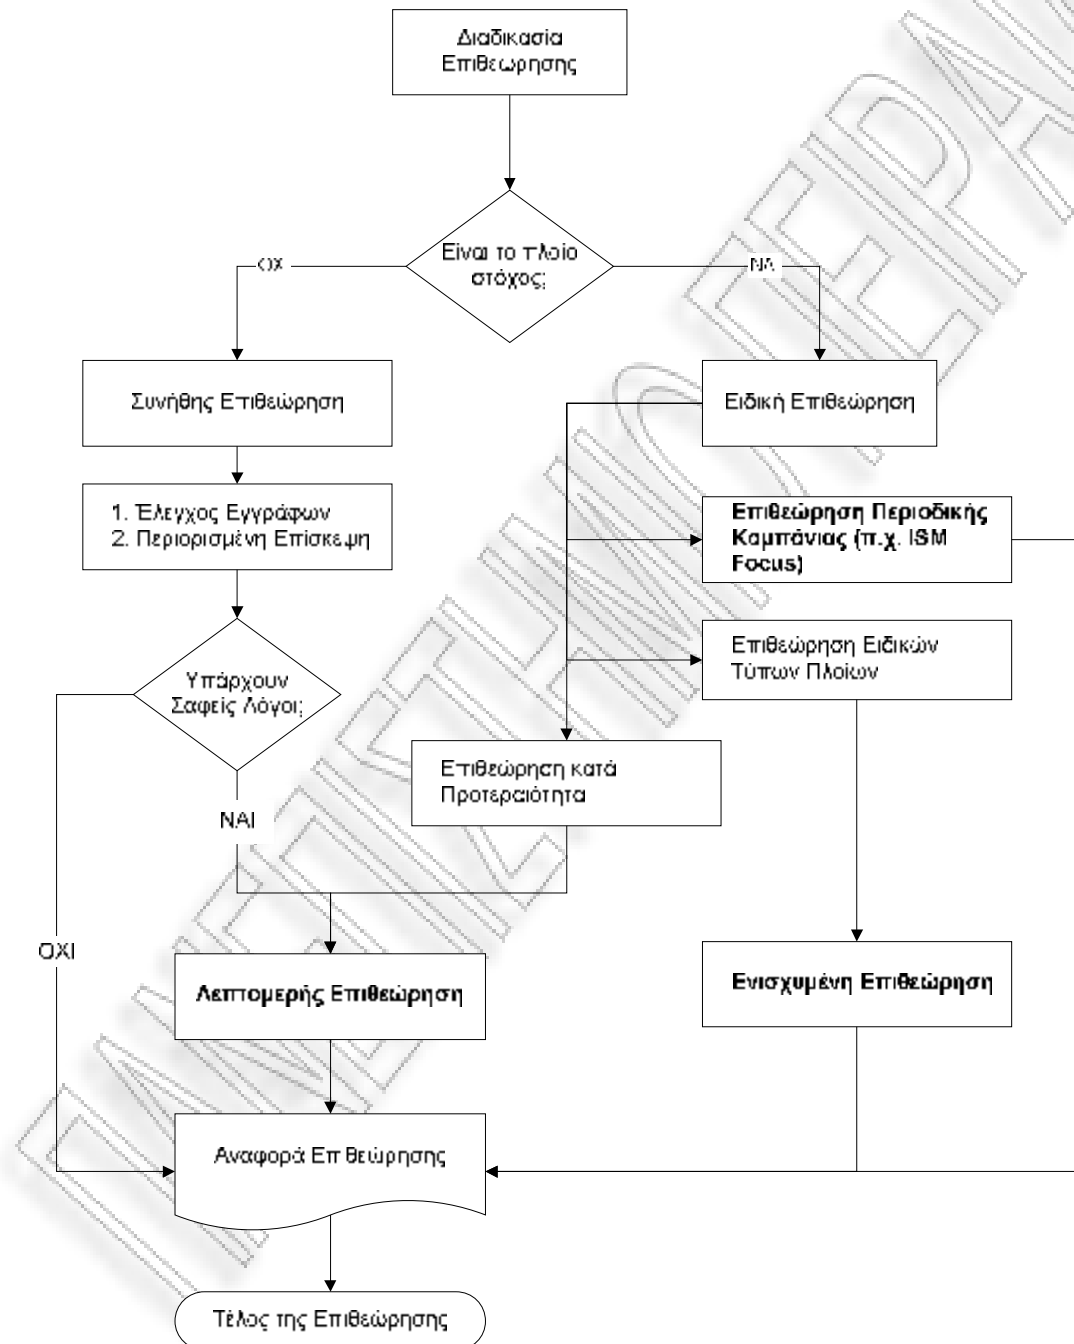 Διαδικασία
Επιθεώρησης
Είναι το πλοίο
στόχος;
ΟΧ
ΝΑ
Συνήθης Επιθεώρηση
Ειδική Επιθεώρηση
1. Έλεγχος Εγγράφων
2. Περιορισμένη Επίσκεψη
Επιθεώρηση Περιοδικής
Καμπάνιας (π.χ. ISM
Focus)
Επιθεώρηση Ειδικών
Τύπων Πλοίων
Υπάρχουν
Σαφείς Λόγοι;
Επιθεώρηση κατά
Προτεραιότητα
ΝΑΙ
ΟΧΙ
Λεπτομερής Επιθεώρηση
Ενισχυμένη Επιθεώρηση
Αναφορά Επιθεώρησης
Τέλος της Επιθεώρησης